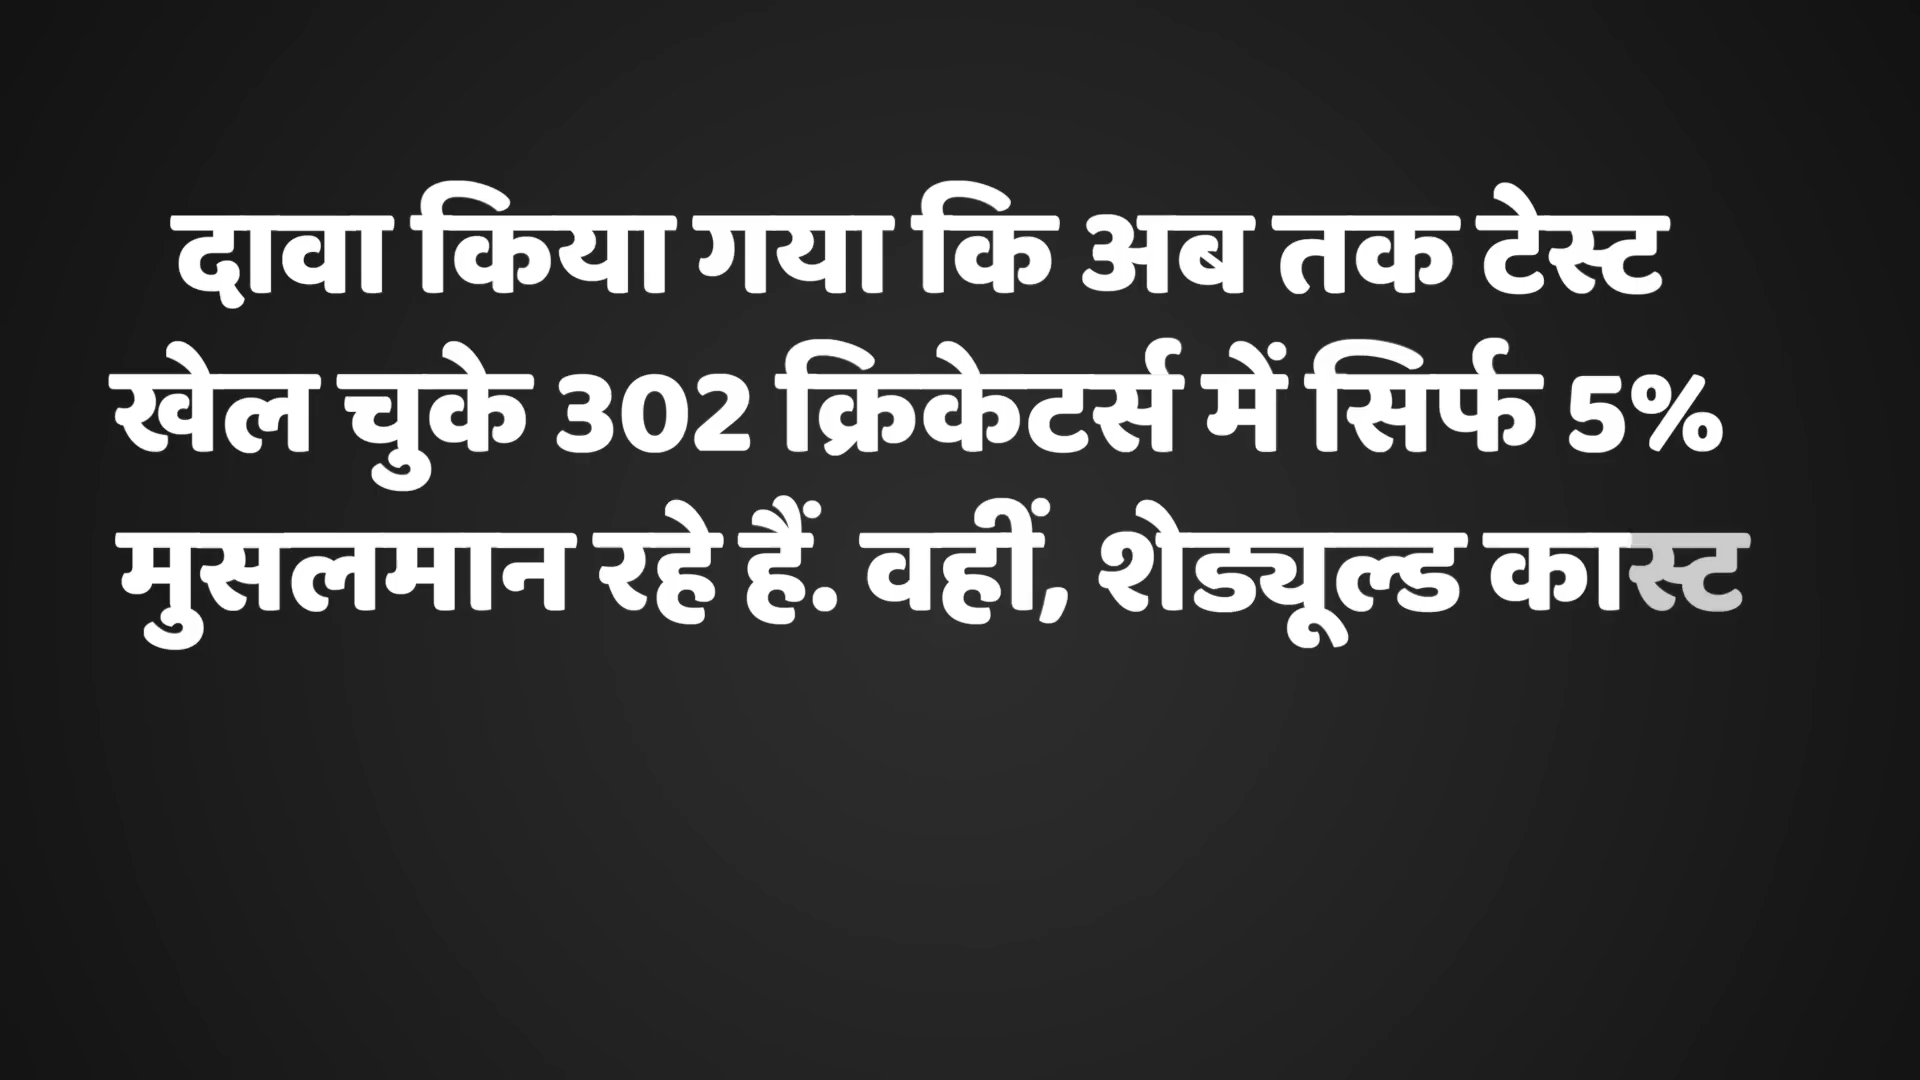 दावा किया गया कि अब तक टेस्ट
खेल चुके 302 क्रिकेटर्स में सिर्फ 5%
मुसलमान रहे हैं. वहीं, शेड्यूल्ड कास्ट